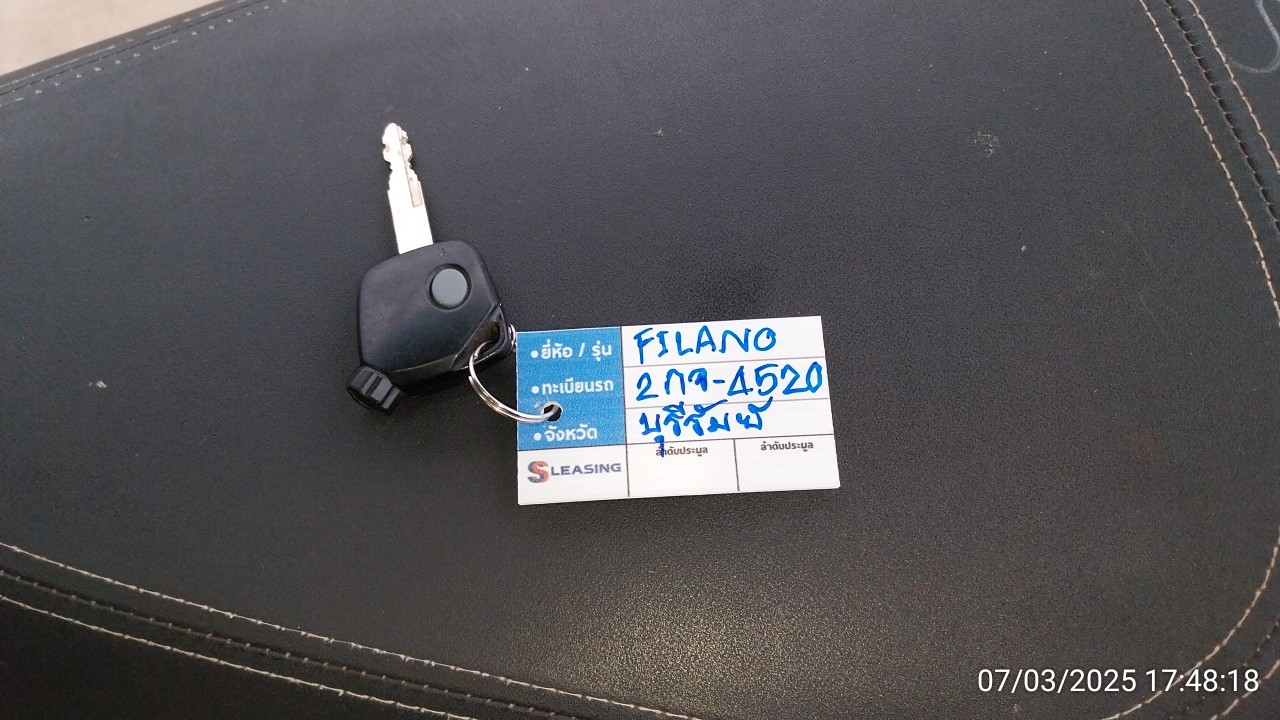 •ยี่ห้อ / รุ่น FILANO
•ทะเบียนรถ 2กจ-4520
•จังหวัด บุรีรัมย์
SLEASING ลำดับประมูล ลำดับประมูล
07/03/2025 17:48:18